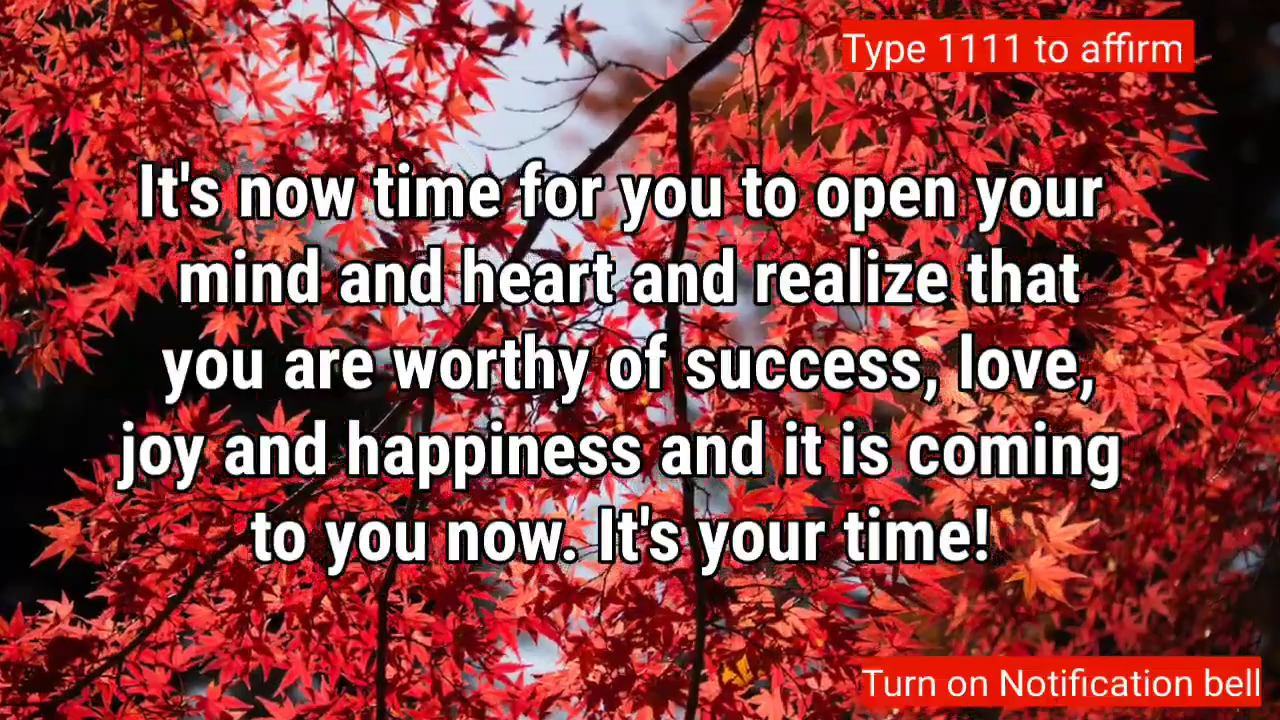 Type 1111 to affirm
It's now time for you to open your
mind and heart and realize that
you are worthy of success, love,
joy and happiness and it is coming
to you now. It's your time!
Turn on Notification bell